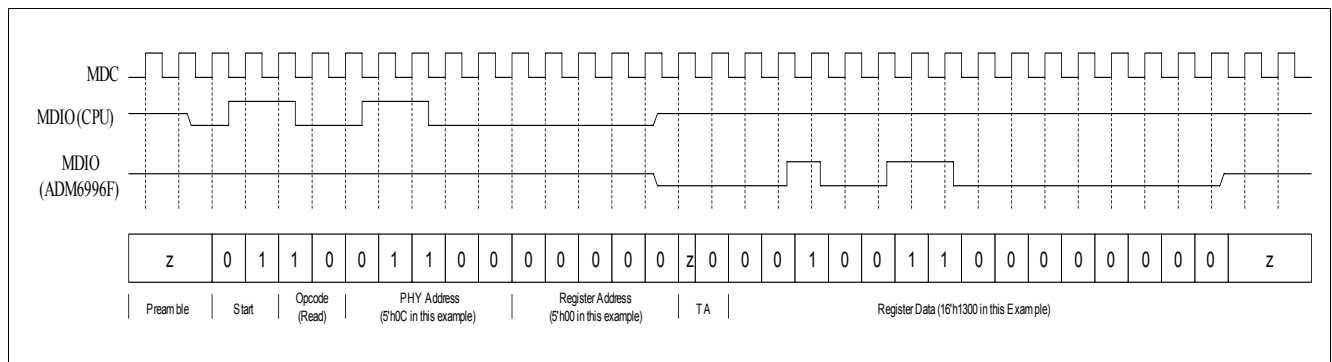 MDC
MDIO (CPU)
MDIO
(ADM6996F)
z 0 1 1 0 0 1 1 0 0 0 0 0 0 0 z 0 0 0 1 0 0 1 1 0 0 0 0 0 0 0 0 z
Preamble Start Opcode PHY Address Register Address TA Register Data (16'h1300 in this Example)
(Read) (5'h0C in this example) (5'h00 in this example)